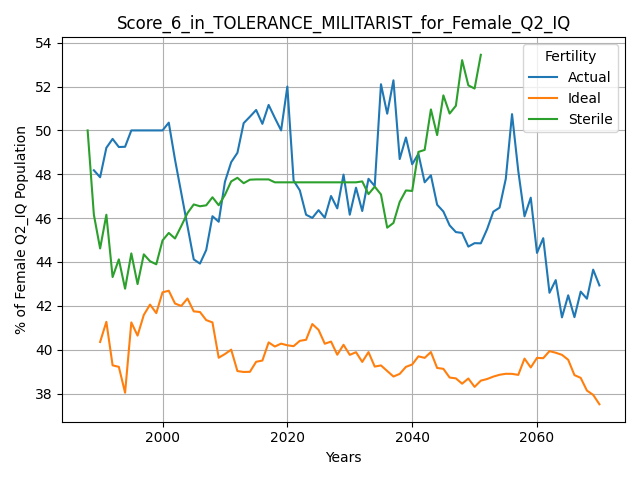 Score_6_in_TOLERANCE_MILITARIST_for_Female_Q2_IQ
% of Female Q2_IQ Population
54
52
50
48
46
44
42
40
38
Fertility
Actual
Ideal
Sterile
2000
2020
2040
2060
Years